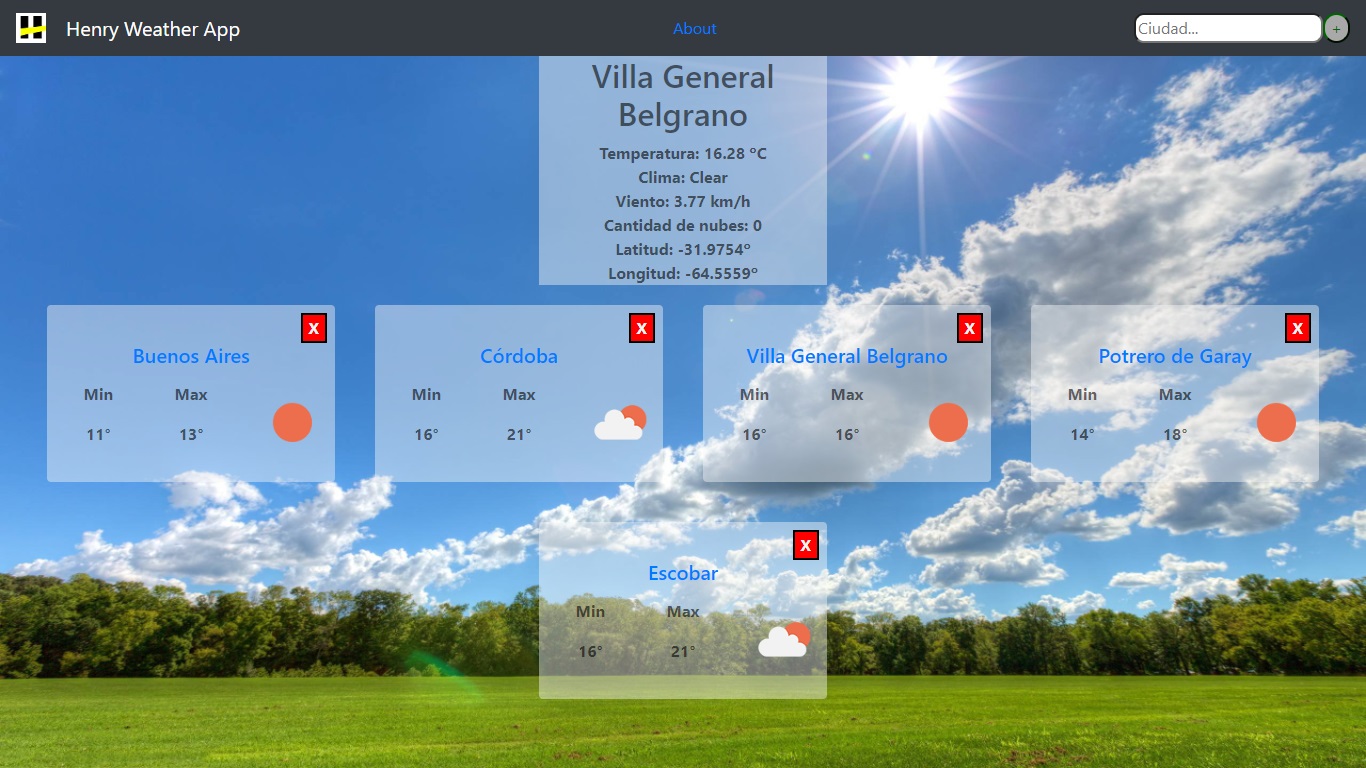 Henry Weather App
About
Ciudad...
+
Villa General
Belgrano
Temperatura: 16.28 ºC
Clima: Clear
Viento: 3.77 km/h
Cantidad de nubes: 0
Latitud: -31.9754º
Longitud: -64.5559º
X
Buenos Aires
Min Max
11° 13°
X
Córdoba
Min Max
16° 21°
X
Villa General Belgrano
Min Max
16° 16°
X
Potrero de Garay
Min Max
14° 18°
X
Escobar
Min Max
16° 21°